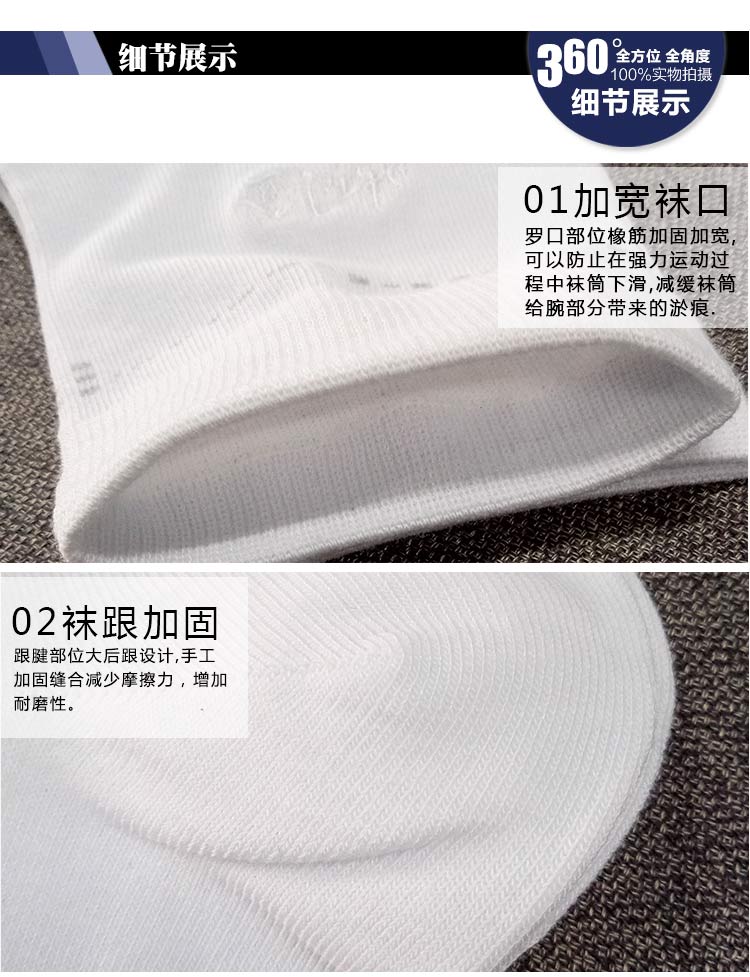 细节展示
360°全方位 全角度
100%实物拍摄
细节展示
01加宽袜口
罗口部位橡筋加固加宽,
可以防止在强力运动过
程中袜筒下滑,减缓袜筒
给腕部分带来的淤痕.
02袜跟加固
跟腱部位大后跟设计,手工
加固缝合减少摩擦力，增加
耐磨性。